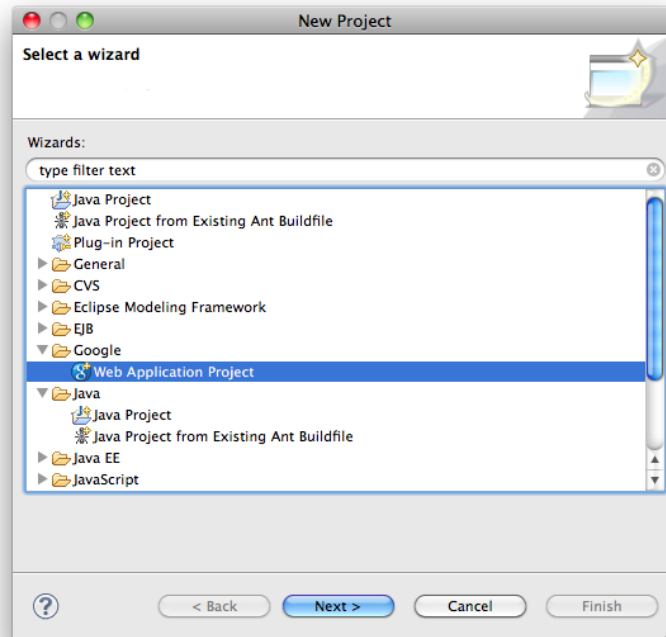 New Project
Select a wizard
Wizards:
type filter text
Java Project
Java Project from Existing Ant Buildfile
Plug-in Project
General
CVS
Eclipse Modeling Framework
EJB
Google
Web Application Project
Java
Java Project
Java Project from Existing Ant Buildfile
Java EE
JavaScript
? < Back Next > Cancel Finish